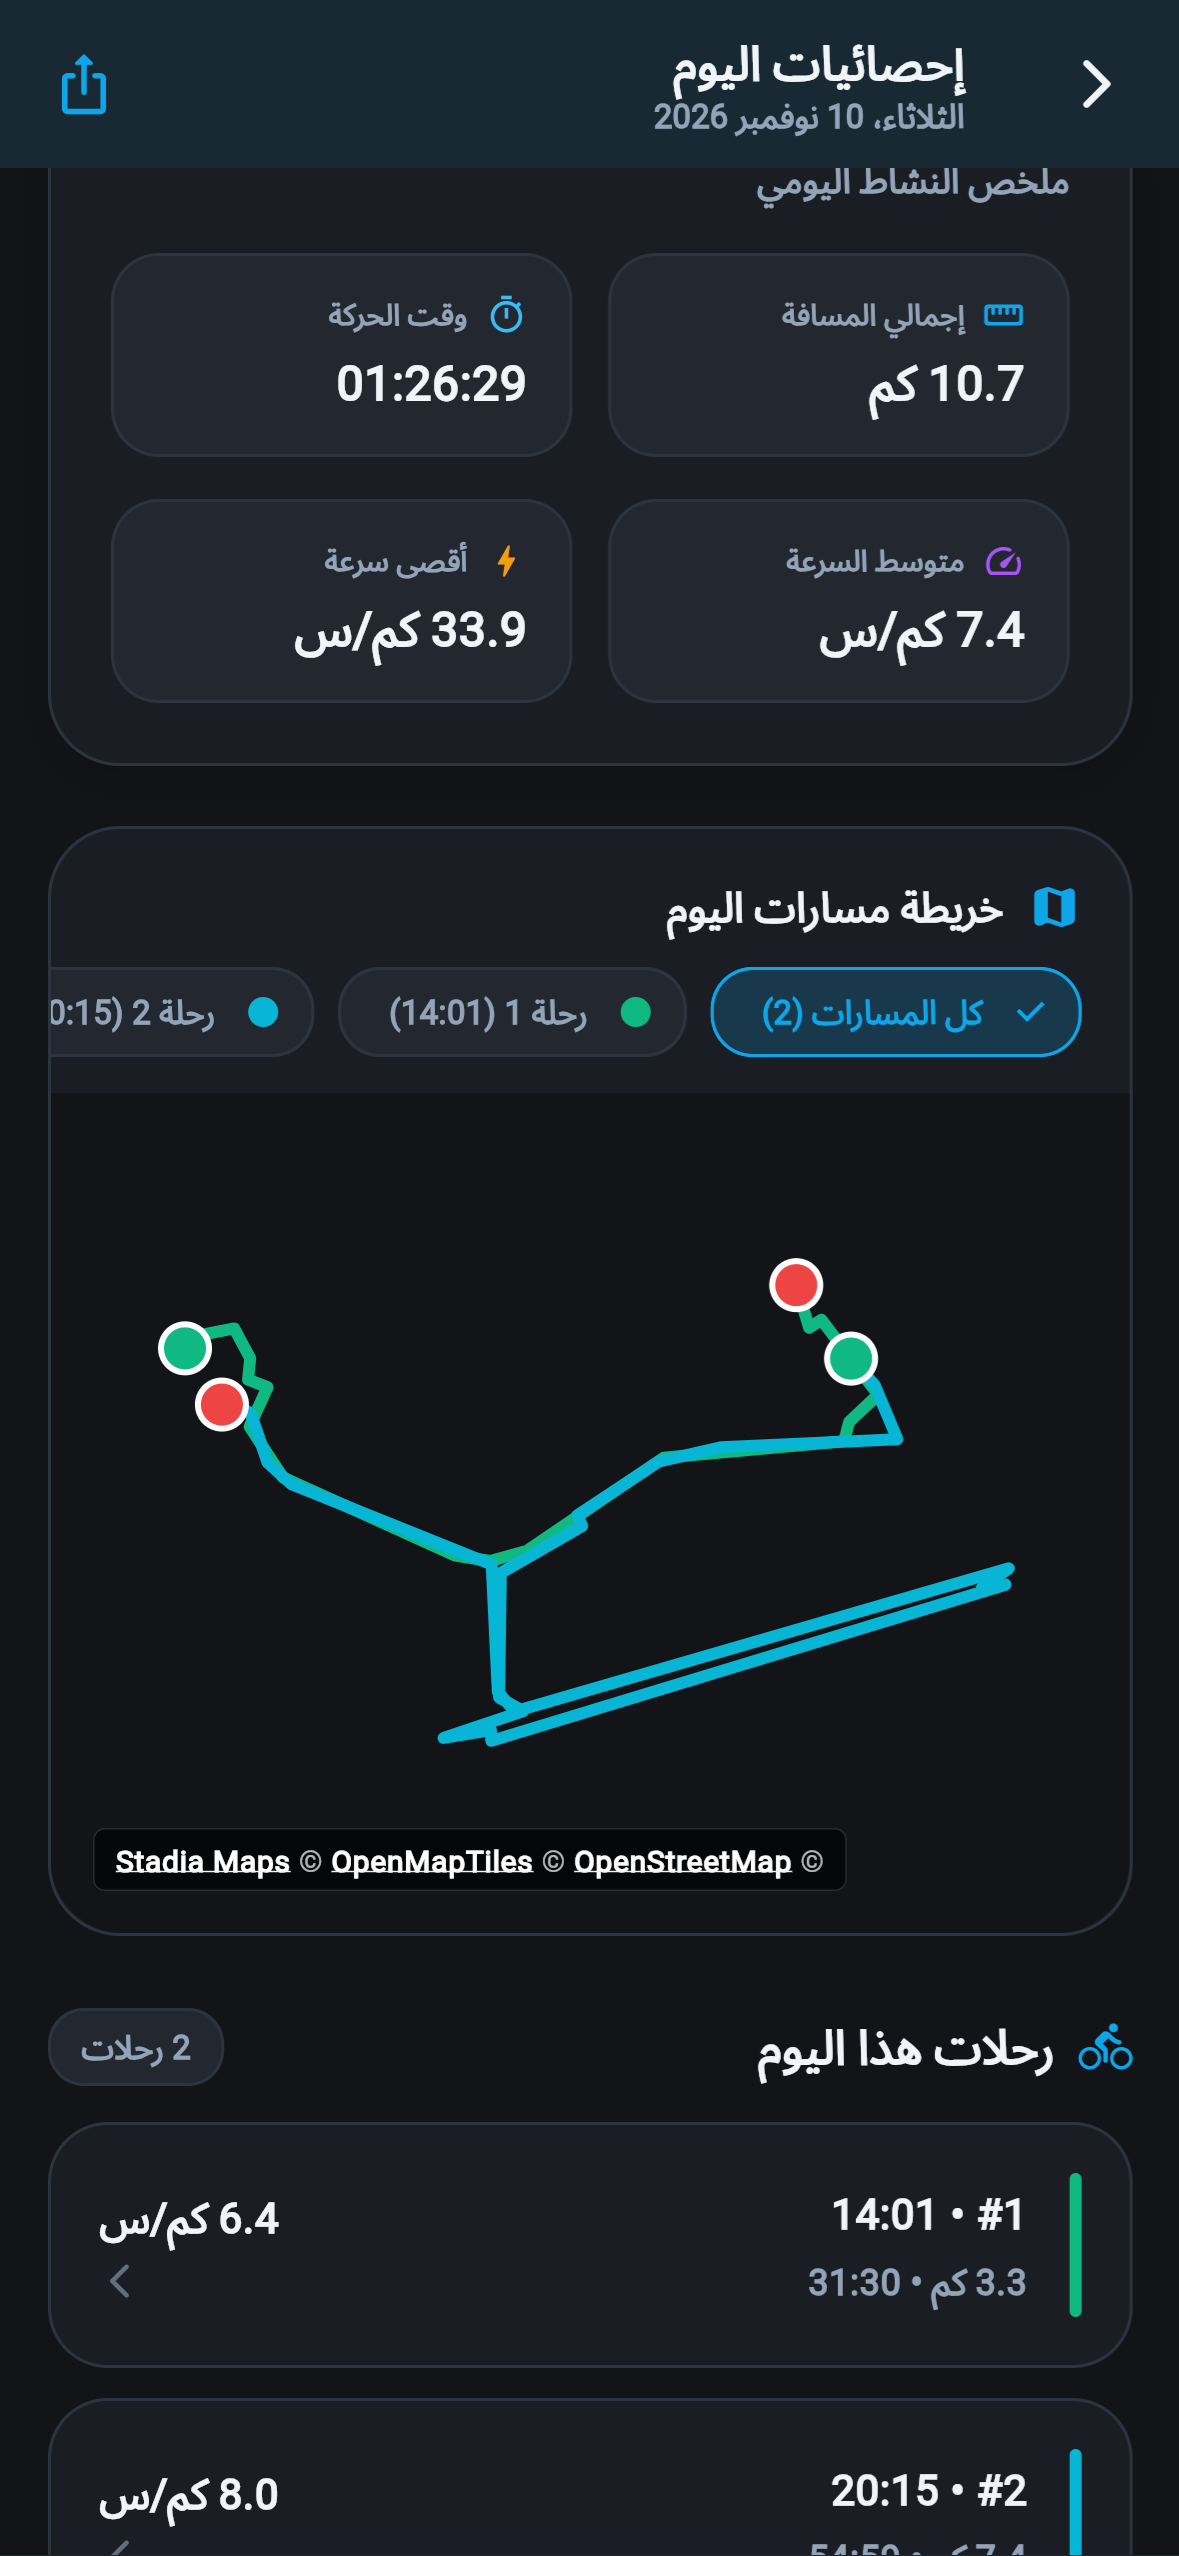 إحصائيات اليوم
الثلاثاء، 10 نوفمبر 2026
ملخص النشاط اليومي
إجمالي المسافة
10.7 كم
وقت الحركة
01:26:29
متوسط السرعة
7.4 كم/س
أقصى سرعة
33.9 كم/س
خريطة مسارات اليوم
كل المسارات (2)
رحلة 1 (14:01)
رحلة 2 (0:15
© OpenStreetMap © OpenMapTiles © Stadia Maps
رحلات هذا اليوم
2 رحلات
#1 • 14:01
3.3 كم • 31:30
6.4 كم/س
#2 • 20:15
8.0 كم/س